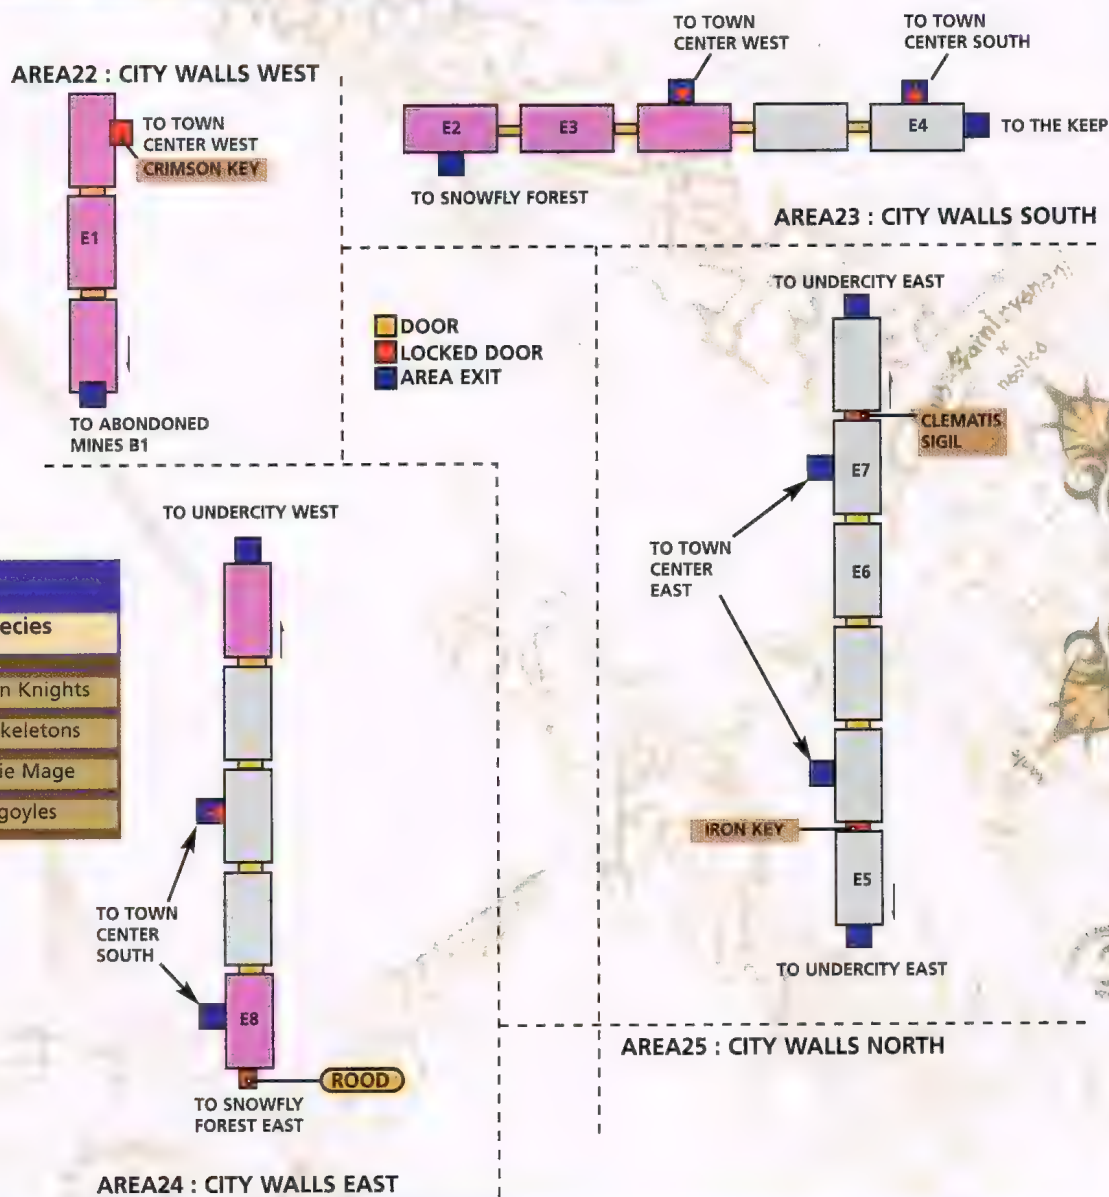 AREA22 : CITY WALLS WEST
TO TOWN
CENTER WEST
CRIMSON KEY
E1
TO ABONDONED
MINES B1
TO TOWN
CENTER WEST
TO TOWN
CENTER SOUTH
E2
E3
E4
TO THE KEEP
TO SNOWFLY FOREST
AREA23 : CITY WALLS SOUTH
DOOR
LOCKED DOOR
AREA EXIT
TO UNDERCITY EAST
CLEMATIS
SIGIL
E7
TO TOWN
CENTER
EAST
E6
IRON KEY
E5
TO UNDERCITY EAST
AREA25 : CITY WALLS NORTH
TO UNDERCITY WEST
ecies
n Knights
keletons
ie Mage
goyles
TO TOWN
CENTER
SOUTH
E8
ROOD
TO SNOWFLY
FOREST EAST
AREA24 : CITY WALLS EAST